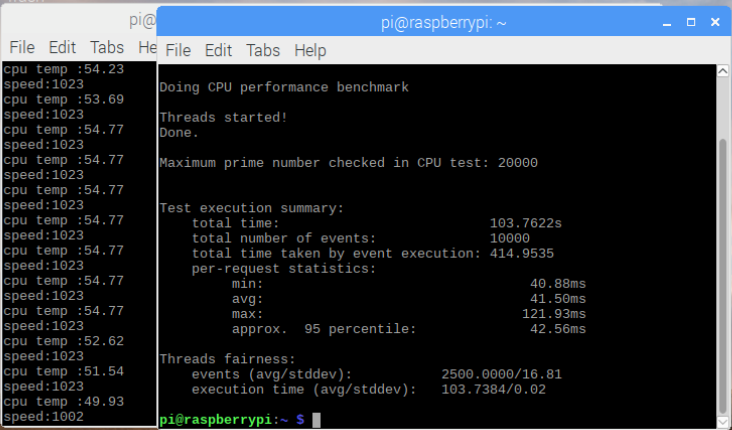 pi@
File Edit Tabs He
cpu temp :54.23
speed:1023
cpu temp :53.69
speed:1023
cpu temp :54.77
speed:1023
cpu temp :54.77
speed:1023
cpu temp :54.77
speed:1023
cpu temp :54.77
speed:1023
cpu temp :54.77
speed:1023
cpu temp :54.77
speed:1023
cpu temp :54.77
speed:1023
cpu temp :52.62
speed:1023
cpu temp :51.54
speed:1023
cpu temp :49.93
speed:1002
pi@raspberrypi: ~
File Edit Tabs Help
Doing CPU performance benchmark
Threads started!
Done.
Maximum prime number checked in CPU test: 20000
Test execution summary:
total time: 103.7622s
total number of events: 10000
total time taken by event execution: 414.9535
per-request statistics:
min: 40.88ms
avg: 41.50ms
max: 121.93ms
approx. 95 percentile: 42.56ms
Threads fairness:
events (avg/stddev): 2500.0000/16.81
execution time (avg/stddev): 103.7384/0.02
pi@raspberrypi:~ $